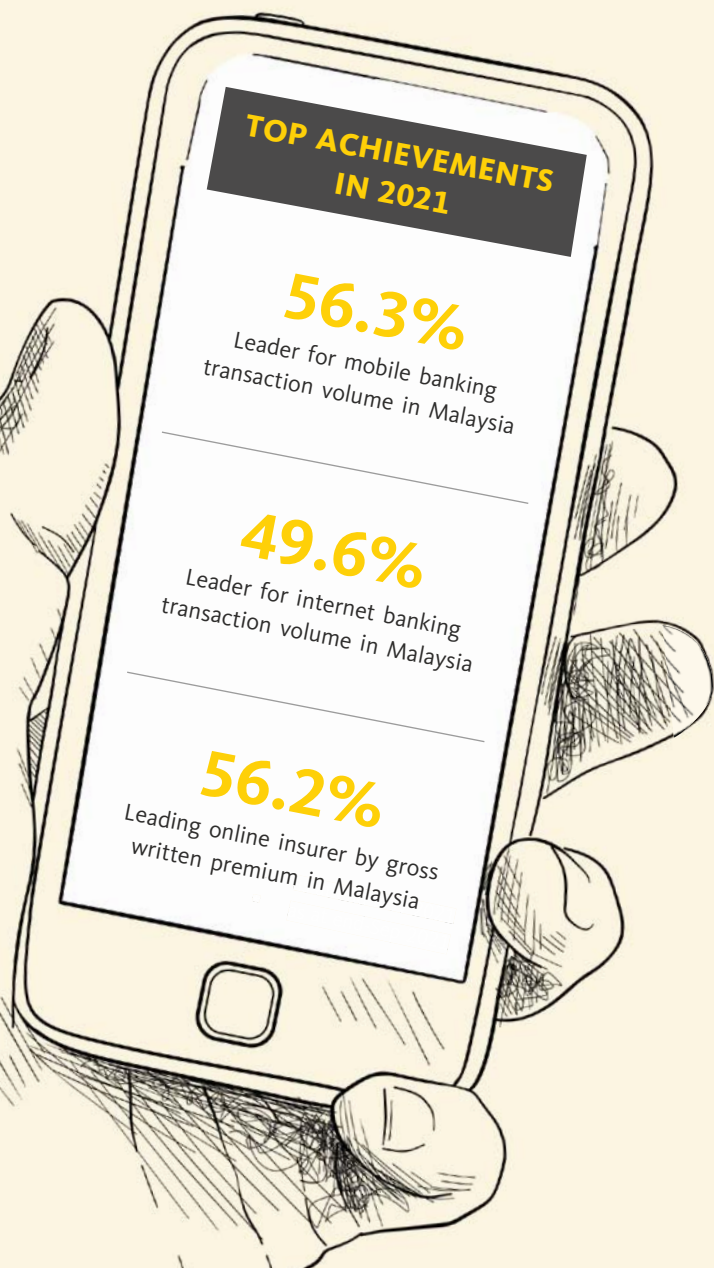 TOP ACHIEVEMENTS
IN 2021
56.3%
Leader for mobile banking
transaction volume in Malaysia
49.6%
Leader for internet banking
transaction volume in Malaysia
56.2%
Leading online insurer by gross
written premium in Malaysia